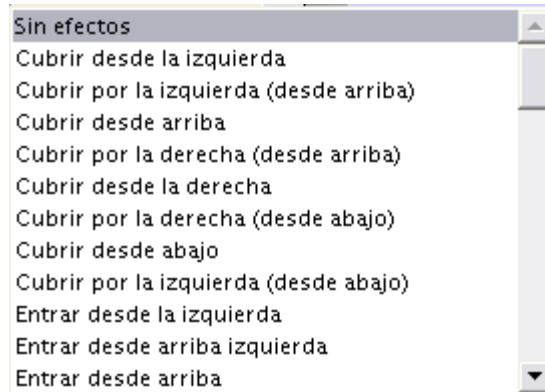 Sin efectos
Cubrir desde la izquierda
Cubrir por la izquierda (desde arriba)
Cubrir desde arriba
Cubrir por la derecha (desde arriba)
Cubrir desde la derecha
Cubrir por la derecha (desde abajo)
Cubrir desde abajo
Cubrir por la izquierda (desde abajo)
Entrar desde la izquierda
Entrar desde arriba izquierda
Entrar desde arriba